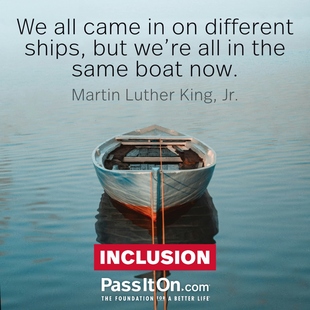 We all came in on different
ships, but we're all in the
same boat now.
Martin Luther King, Jr.
INCLUSION
PassItOn.com
THE FOUNDATION FOR A BETTER LIFE